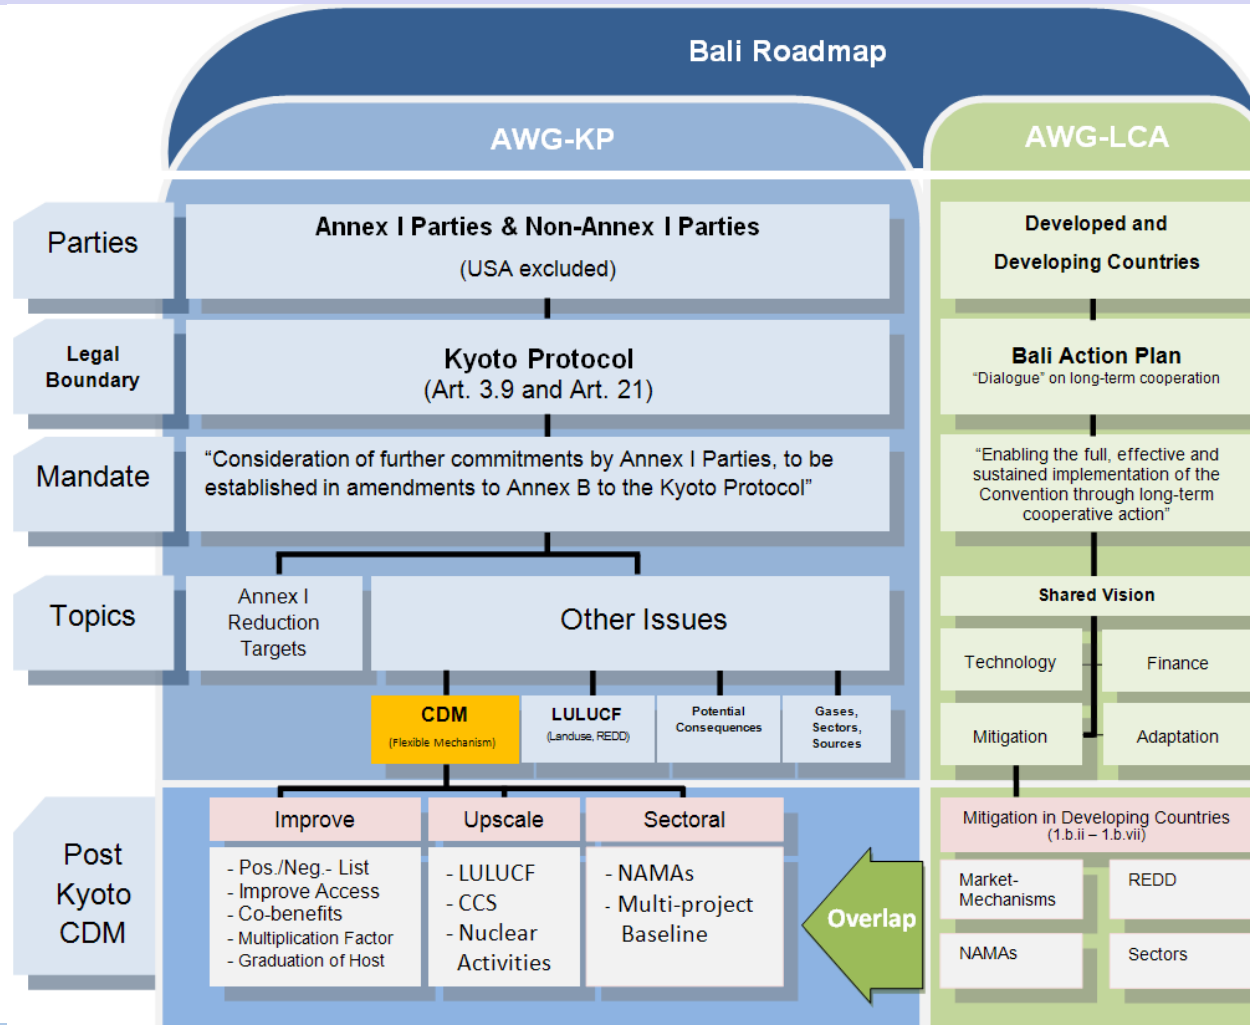 Bali Roadmap
AWG-KP
AWG-LCA
Parties
Annex I Parties & Non-Annex I Parties
(USA excluded)
Developed and
Developing Countries
Legal
Boundary
Kyoto Protocol
(Art. 3.9 and Art. 21)
Bali Action Plan
“Dialogue” on long-term cooperation
Mandate
“Consideration of further commitments by Annex I Parties, to be
established in amendments to Annex B to the Kyoto Protocol”
“Enabling the full, effective and
sustained implementation of the
Convention through long-term
cooperative action”
Topics
Annex I
Reduction
Targets
Other Issues
Shared Vision
Technology
Finance
Mitigation
Adaptation
CDM
(Flexible Mechanism)
LULUCF
(Landuse, REDD)
Potential
Consequences
Gases,
Sectors,
Sources
Post
Kyoto
CDM
Improve
- Pos./Neg.- List
- Improve Access
- Co-benefits
- Multiplication Factor
- Graduation of Host
Upscale
- LULUCF
- CCS
- Nuclear
Activities
Sectoral
- NAMAs
- Multi-project
Baseline
Overlap
Mitigation in Developing Countries
(1.b.ii – 1.b.vii)
Market-
Mechanisms
REDD
NAMAs
Sectors